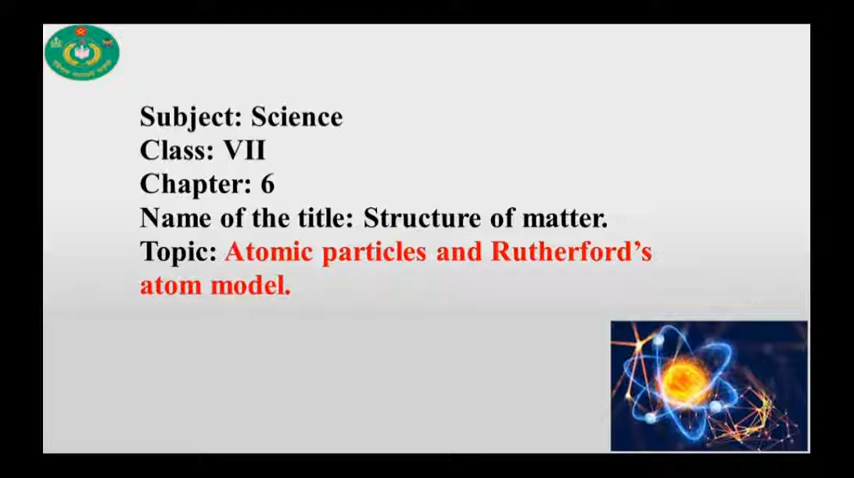 Subject: Science
Class: VII
Chapter: 6
Name of the title: Structure of matter.
Topic: Atomic particles and Rutherford’s
atom model.